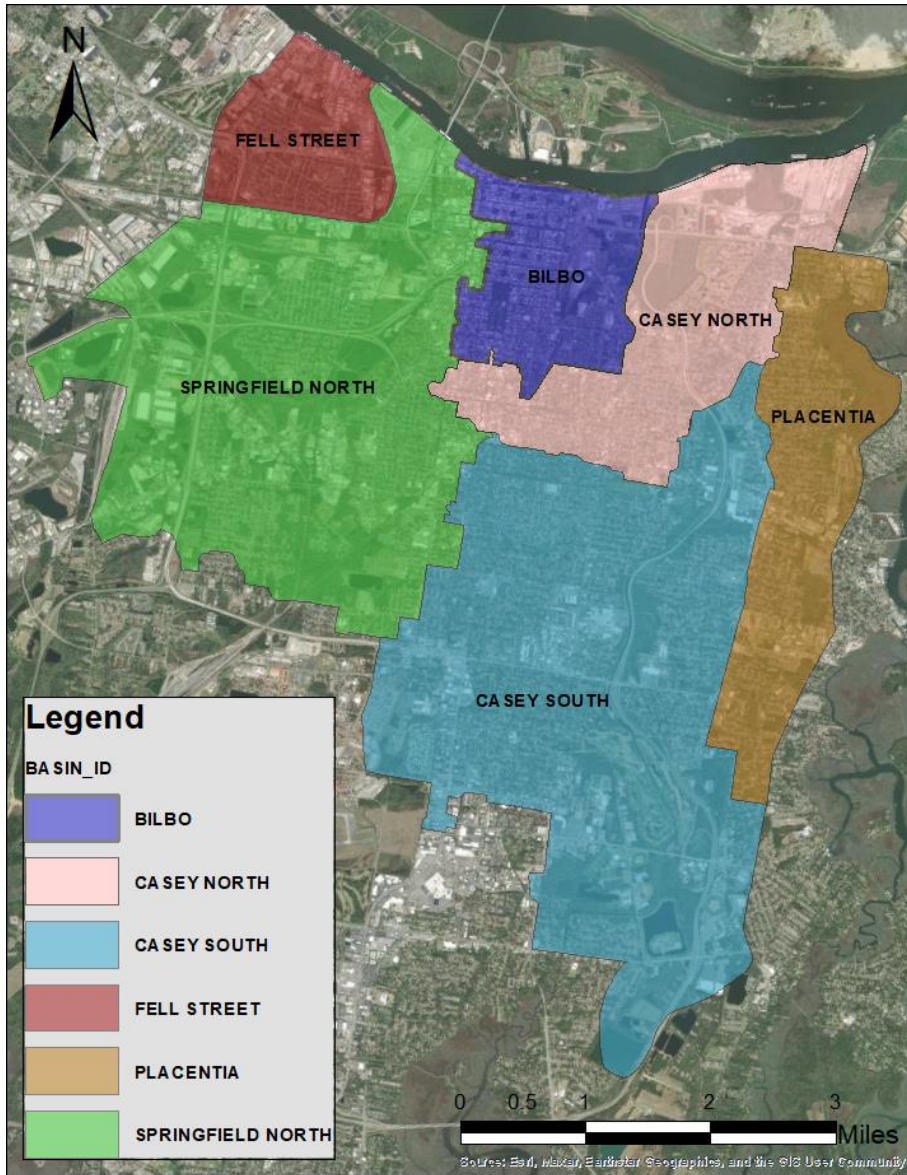 N
FELL STREET
BILBO
CASEY NORTH
SPRINGFIELD NORTH
PLACENTIA
CASEY SOUTH
Legend
BASIN_ID
BILBO
CASEY NORTH
CASEY SOUTH
FELL STREET
PLACENTIA
SPRINGFIELD NORTH
0 0.5 1 2 3
Miles
Source: Esri, Maxar, Earthstar Geographics, and the GIS User Community